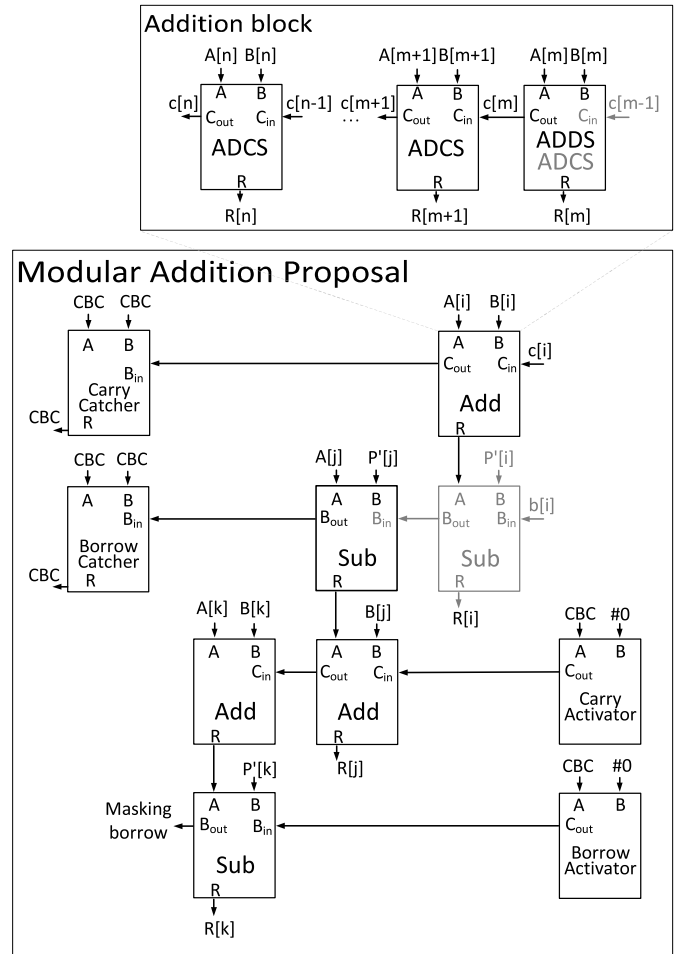 Addition block
A[n] B[n] A[m+1] B[m+1] A[m] B[m]
A B A B A B
c[n] Cout Cin c[n-1] ... c[m+1] Cout Cin c[m] Cout Cin c[m-1]
ADCS ADCS ADDS
ADCS
R R R
R[n] R[m+1] R[m]
Modular Addition Proposal
CBC CBC A[i] B[i]
A B A B
Bin Cout Cin c[i]
Carry
Catcher Add
CBC R R
CBC CBC A[j] P'[j] P'[i]
A B A B A B
Bin Bout Bin Bout Bin b[i]
Borrow
Catcher Sub Sub
CBC R R R
R[i]
A[k] B[k] B[j] CBC #0
A B A B A B
Cin Cout Cin Cout
Add Add Carry
Activator
R R
R[j]
P'[k] CBC #0
A B A B
Masking
borrow Bout Bin Cout
Sub Borrow
Activator
R
R[k]